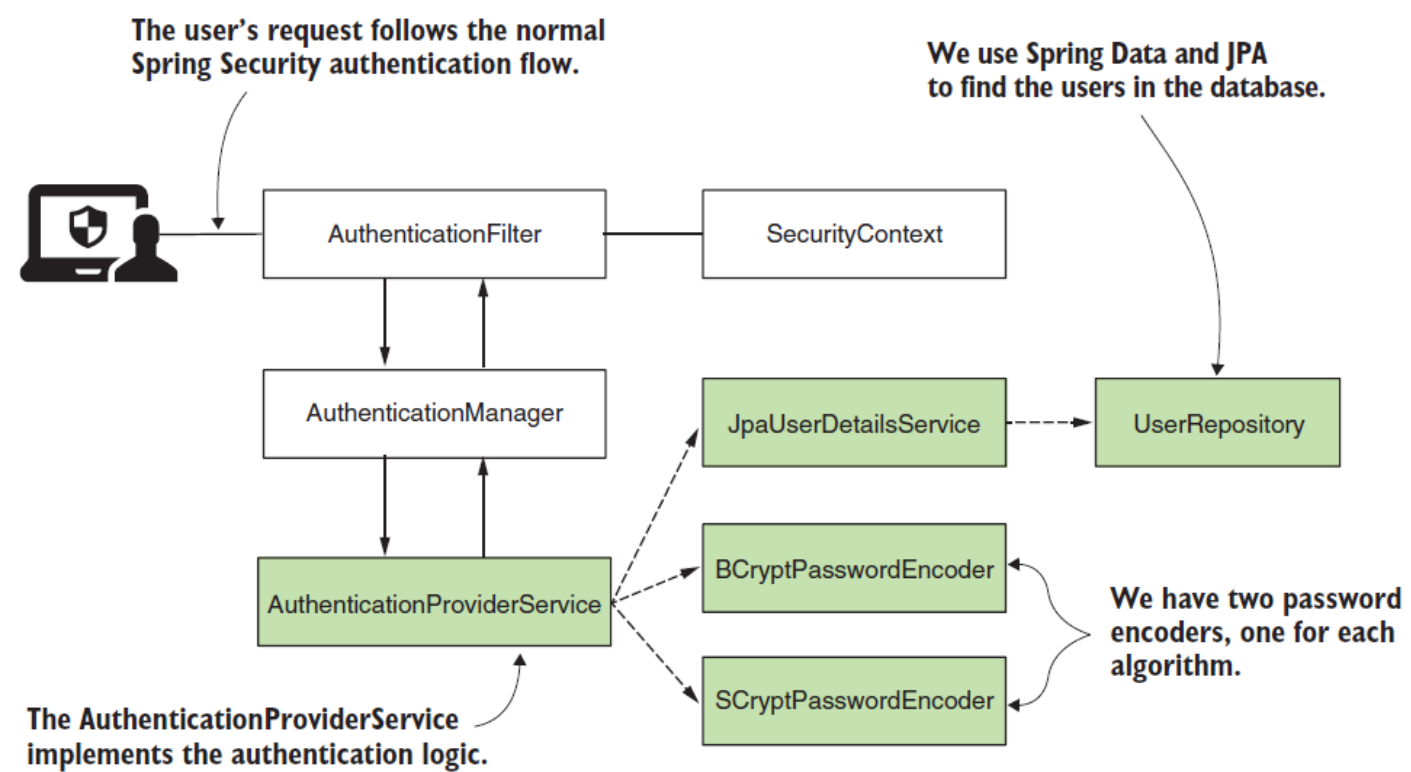 The user's request follows the normal
Spring Security authentication flow.
We use Spring Data and JPA
to find the users in the database.
AuthenticationFilter
SecurityContext
AuthenticationManager
JpaUserDetailsService
UserRepository
BCryptPasswordEncoder
AuthenticationProviderService
We have two password
encoders, one for each
algorithm.
SCryptPasswordEncoder
The AuthenticationProviderService
implements the authentication logic.